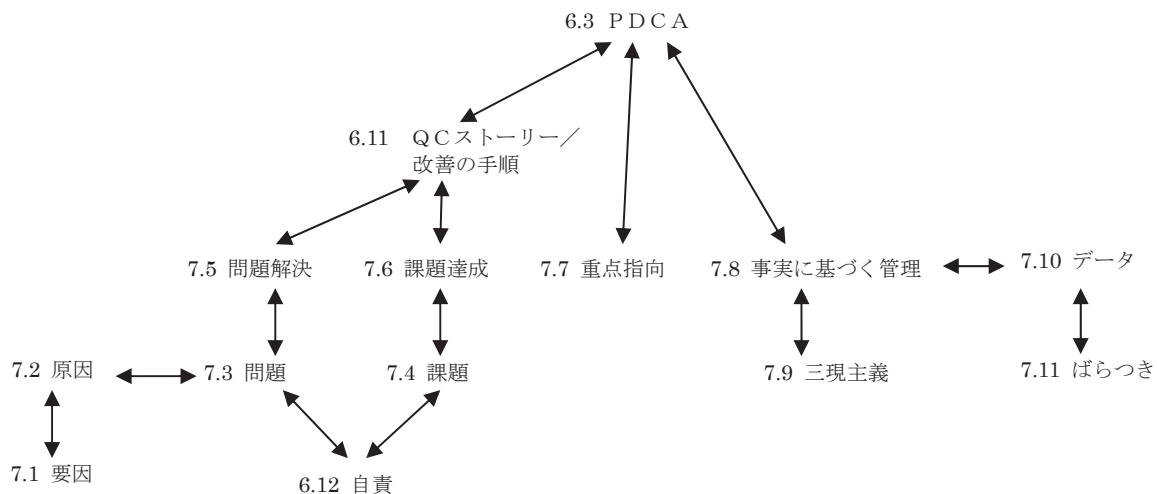 6.3 ＰＤＣＡ
6.11 ＱＣストーリー／
改善の手順
7.5 問題解決
7.6 課題達成
7.7 重点指向
7.8 事実に基づく管理
7.10 データ
7.2 原因
7.3 問題
7.4 課題
7.9 三現主義
7.11 ばらつき
7.1 要因
6.12 自責